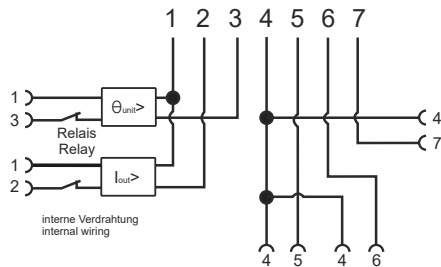 1 2 3 4 5 6 7
1
θunit>
3
Relais
Relay
1
Iout>
2
4
7
interne Verdrahtung
internal wiring
4 5 4 6